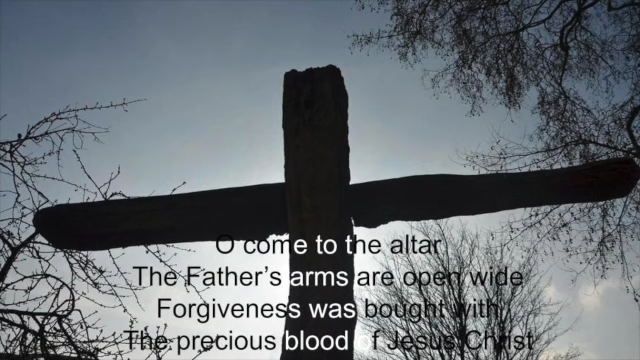 O come to the altar
The Father's arms are open wide
Forgiveness was bought with
The precious blood of Jesus Christ